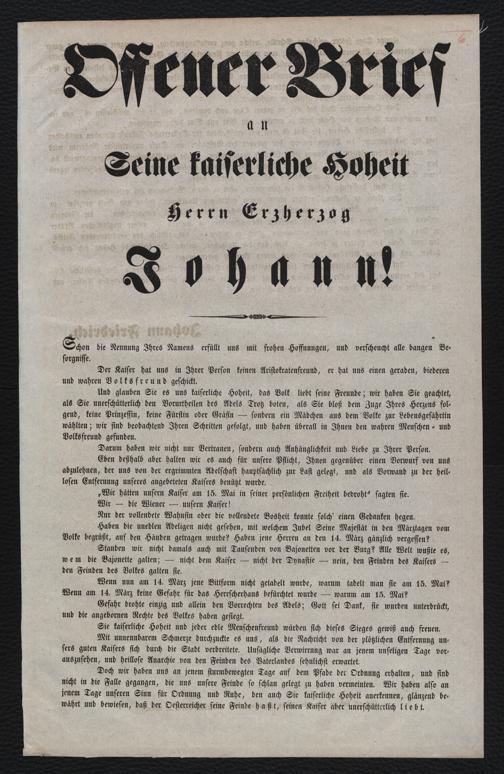 Offener Brief
an
Seine kaiserliche Hoheit
Herrn Erzherzog
Johann!
Schon die Nennung Ihres Namens erfüllt uns mit frohen Hoffnungen, und verscheucht alle bangen Be-
sorgnisse.
Der Kaiser hat uns in Ihrer Person keinen Aristokratenfreund, er hat uns einen geraden, biederen
und wahren Volksfreund geschickt.
Und glauben Sie es uns kaiserliche Hoheit, das Volk liebt seine Freunde; wir haben Sie geachtet,
als Sie unerschütterlich den Vorurtheilen des Adels Trotz boten, als Sie bloß dem Zuge Ihres Herzens fol-
gend, keine Prinzessin, keine Fürstin oder Gräfin — sondern ein Mädchen aus dem Volke zur Lebensgefährtin
wählten; wir sind beobachtend Ihren Schritten gefolgt, und haben überall in Ihnen den wahren Menschen- und
Volksfreund gefunden.
Darum haben wir nicht nur Vertrauen, sondern auch Anhänglichkeit und Liebe zu Ihrer Person.
Eben deßhalb aber halten wir es auch für unsere Pflicht, Ihnen gegenüber einen Vorwurf von uns
abzulehnen, der uns von der ergrimmten Adelschaft hauptsächlich zur Last gelegt, und als Vorwand zu der heil-
losen Entfernung unseres angebeteten Kaisers benützt wurde.
„Wir hätten unsern Kaiser am 15. Mai in seiner persönlichen Freiheit bedroht“ sagten sie.
Wir — die Wiener — unsern Kaiser!
Nur der vollendete Wahnsinn oder die vollendete Bosheit konnte solch' einen Gedanken hegen.
Haben die unedlen Adeligen nicht gesehen, mit welchem Jubel Seine Majestät in den Märztagen vom
Volke begrüßt, auf den Händen getragen wurde? Haben jene Herren an den 14. März gänzlich vergessen?
Standen wir nicht damals auch mit Tausenden von Bajonetten vor der Burg? Alle Welt wußte es,
wem die Bajonette galten; — nicht dem Kaiser — nicht der Dynastie — nein, den Feinden des Kaisers —
den Feinden des Volkes galten sie.
Wenn nun am 14. März jene Bittform nicht getadelt wurde, warum tadelt man sie am 15. Mai?
Wenn am 14. März keine Gefahr für das Herrscherhaus befürchtet wurde — warum am 15. Mai?
Gefahr drohte einzig und allein den Vorrechten des Adels; Gott sei Dank, sie wurden unterdrückt,
und die angebornen Rechte des Volkes haben gesiegt.
Sie kaiserliche Hoheit und jeder edle Menschenfreund würden sich dieses Sieges gewiß auch freuen.
Mit unnennbarem Schmerze durchzuckte es uns, als die Nachricht von der plötzlichen Entfernung un-
sers guten Kaisers sich durch die Stadt verbreitete. Unsägliche Verwirrung war an jenem unseligen Tage vor-
auszusehen, und heillose Anarchie von den Feinden des Vaterlandes sehnlichst erwartet.
Doch wir haben uns an jenem sturmbewegten Tage auf dem Pfade der Ordnung erhalten, und sind
nicht in die Falle gegangen, die uns unsere Feinde so schlau gelegt zu haben vermeinten. Wir haben also an
jenem Tage unseren Sinn für Ordnung und Ruhe, den auch Sie kaiserliche Hoheit anerkennen, glänzend be-
währt und bewiesen, daß der Oesterreicher seine Feinde haßt, seinen Kaiser aber unerschütterlich liebt.